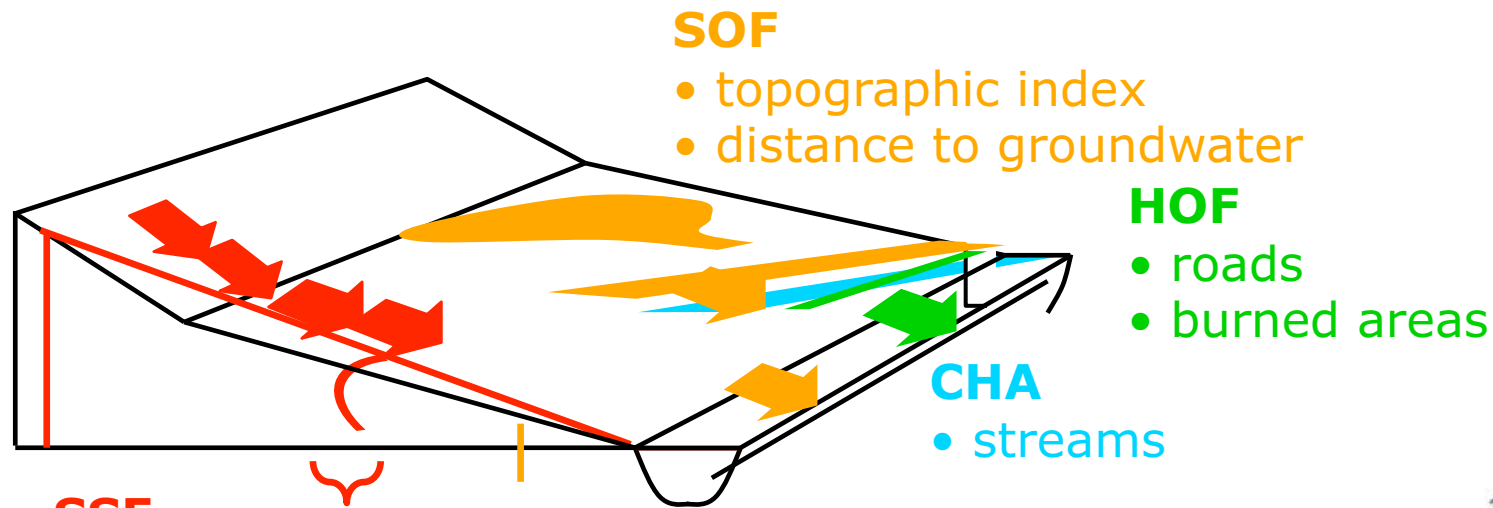 SOF
• topographic index
• distance to groundwater
HOF
• roads
• burned areas
CHA
• streams